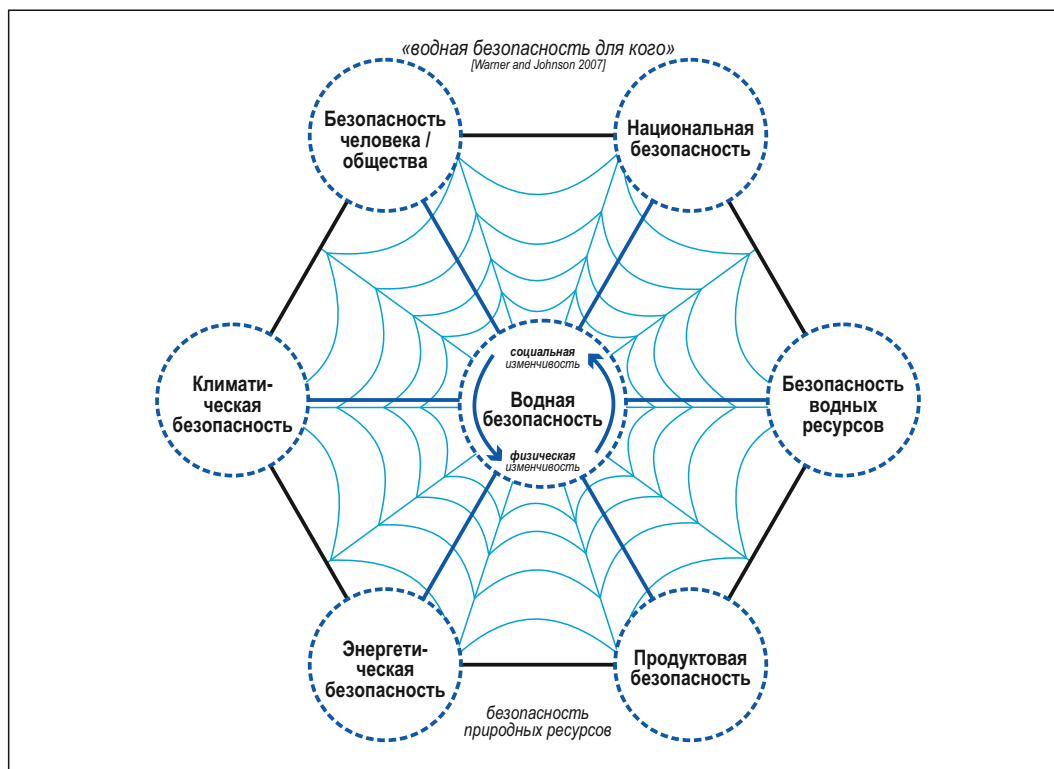 «водная безопасность для кого»
[Warner and Johnson 2007]
Безопасность
человека /
общества
Национальная
безопасность
Климати-
ческая
безопасность
социальная
изменчивость
Водная
безопасность
физическая
изменчивость
Безопасность
водных
ресурсов
Энергети-
ческая
безопасность
Продуктовая
безопасность
безопасность
природных ресурсов